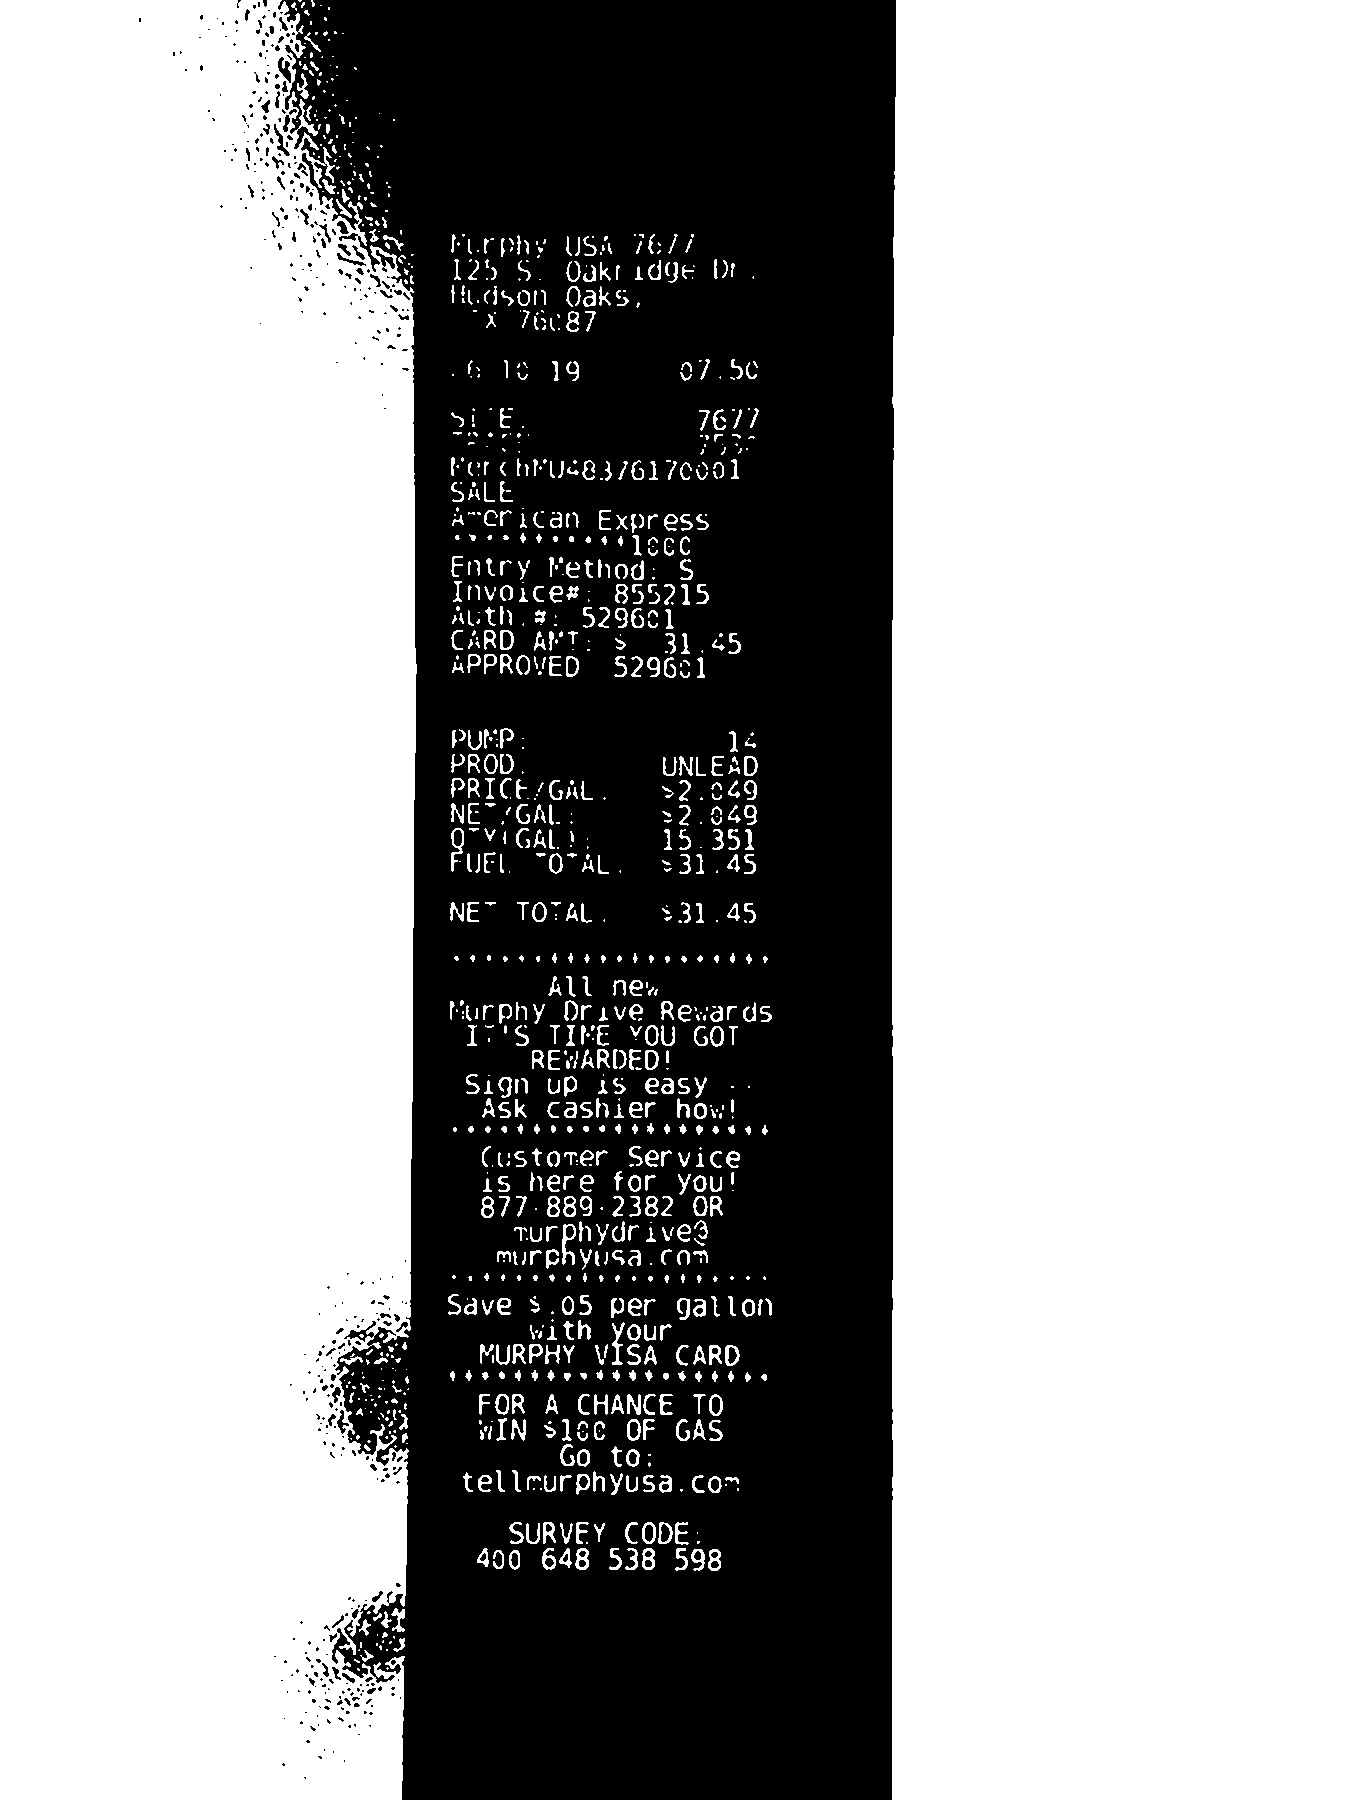 Murphy USA 7677
125 S. Oakridge Dr.
Hudson Oaks,
TX 76087
10 19 07:50
SITE: 7677
MerchMU48376170001
SALE
American Express
***********1000
Entry Method: S
Invoice#: 855215
Auth.#: 529601
CARD AMT: $ 31.45
APPROVED 529601
PUMP: 14
PROD: UNLEAD
PRICE/GAL: $2.049
NET/GAL: $2.049
QTY(GAL): 15.351
FUEL TOTAL: $31.45
NET TOTAL: $31.45
********************
All new
Murphy Drive Rewards
IT'S TIME YOU GOT
REWARDED!
Sign up is easy --
Ask cashier how!
********************
Customer Service
is here for you!
877-889-2382 OR
murphydrive@
murphyusa.com
********************
Save $.05 per gallon
with your
MURPHY VISA CARD
********************
FOR A CHANCE TO
WIN $100 OF GAS
Go to:
tellmurphyusa.com
SURVEY CODE:
400 648 538 598